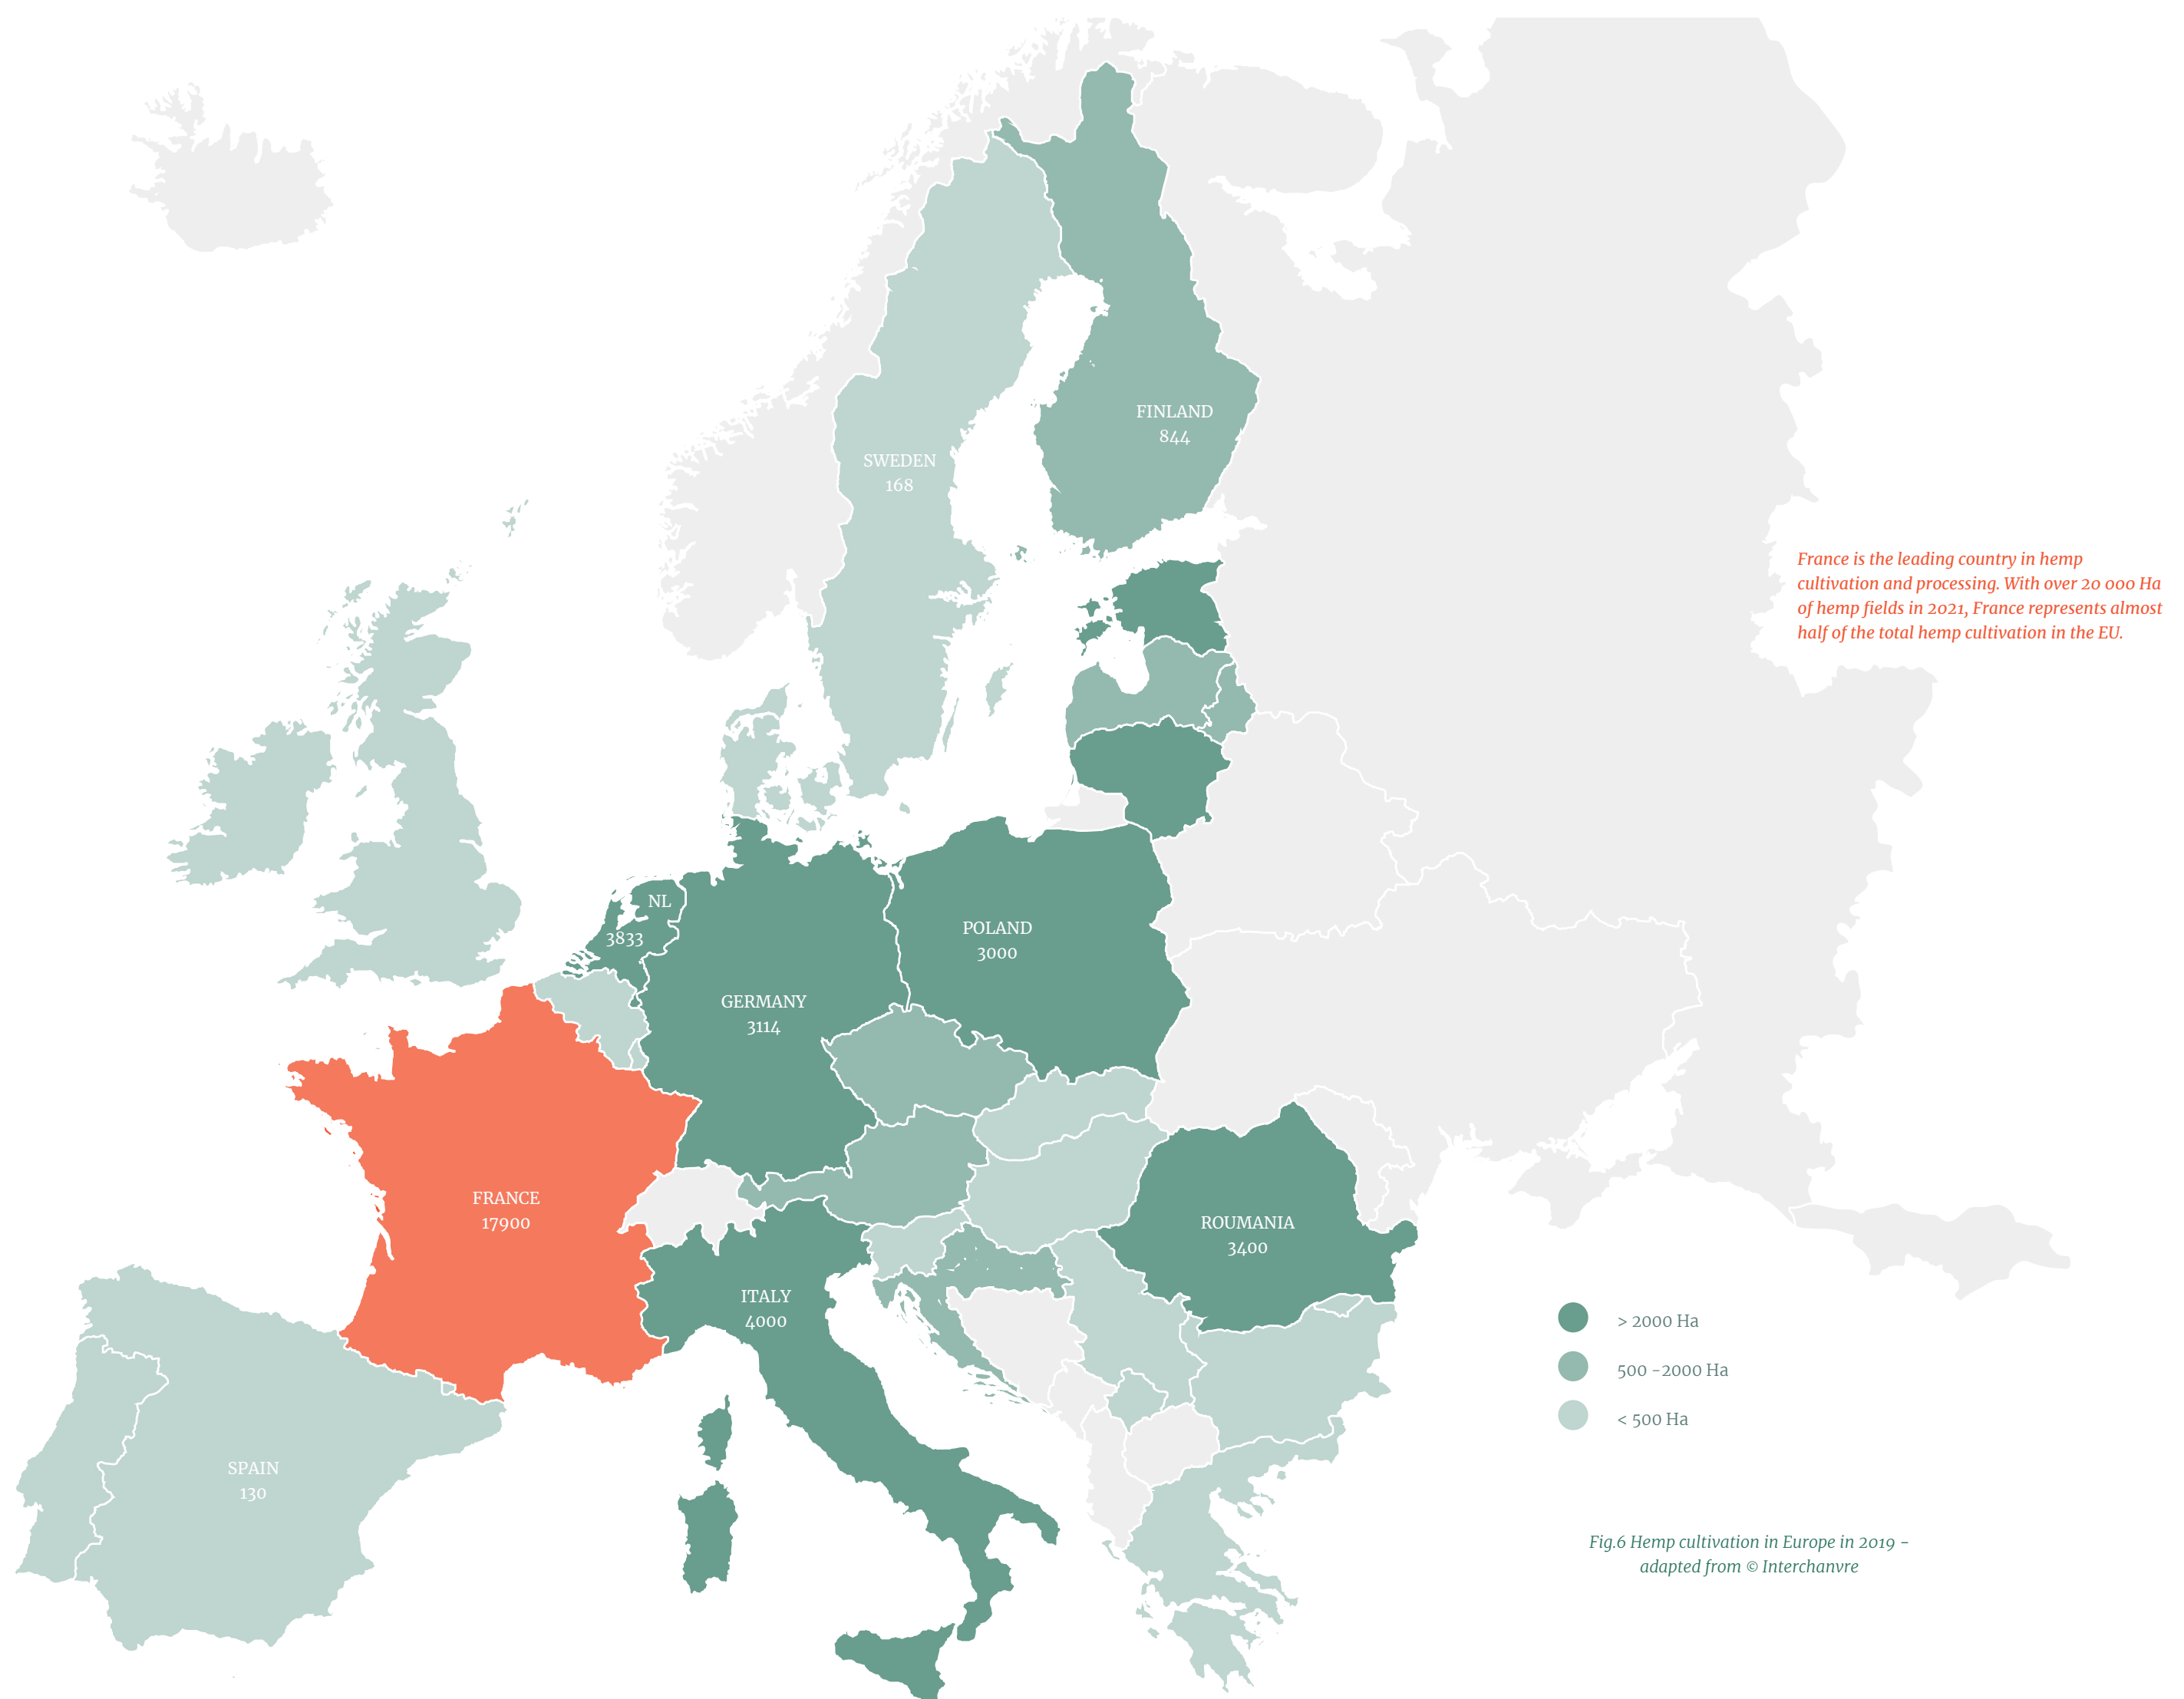 FINLAND
844
SWEDEN
168
France is the leading country in hemp
cultivation and processing. With over 20 000 Ha
of hemp fields in 2021, France represents almost
half of the total hemp cultivation in the EU.
NL
3833
POLAND
3000
GERMANY
3114
FRANCE
17900
ROUMANIA
3400
ITALY
4000
> 2000 Ha
500 -2000 Ha
< 500 Ha
SPAIN
130
Fig.6 Hemp cultivation in Europe in 2019 -
adapted from © Interchanvre